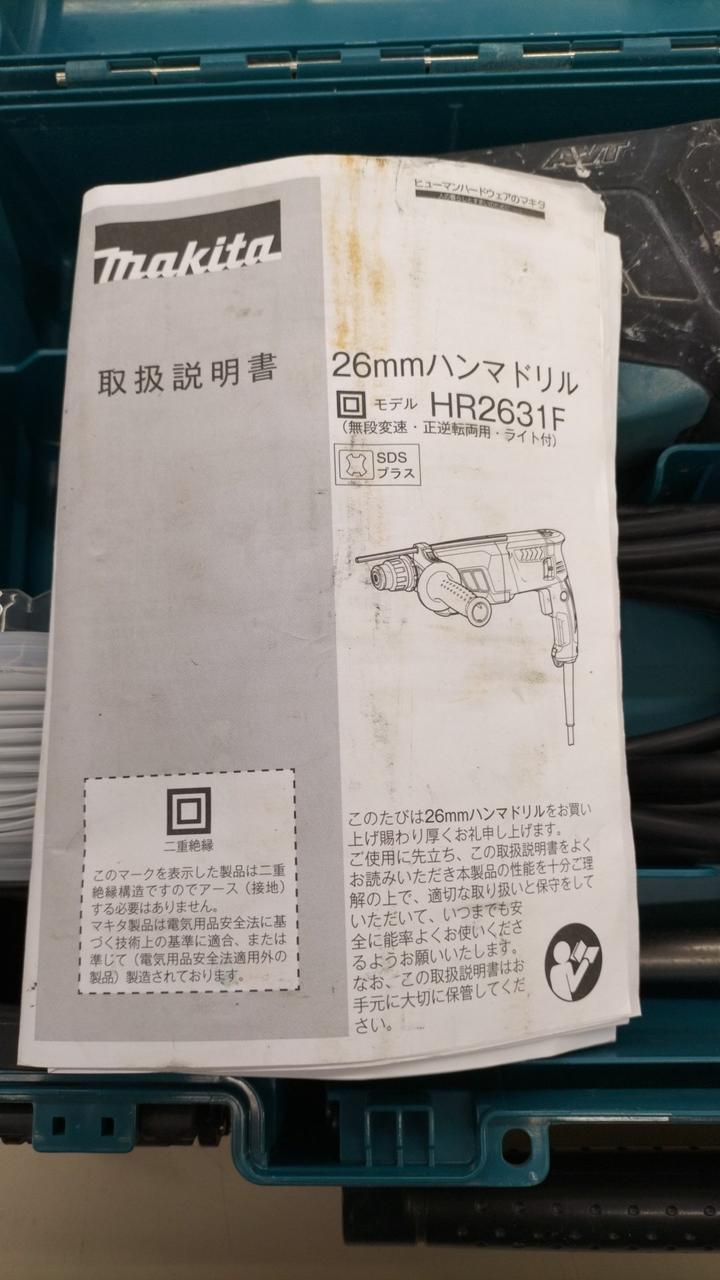 AVT
ヒューマンハードウェアのマキタ
makita
取扱説明書
26mmハンマドリル
モデル HR2631F
(無段変速・正逆転両用・ライト付)
SDS
プラス
二重絶縁
このマークを表示した製品は二重
絶縁構造ですのでアース（接地）
する必要はありません。
マキタ製品は電気用品安全法に基
づく技術上の基準に適合、または
準じて（電気用品安全法適用外の
製品）製造されております。
このたびは26mmハンマドリルをお買い
上げ賜わり厚くお礼申し上げます。
ご使用に先立ち、この取扱説明書をよく
お読みいただき本製品の性能を十分ご理
解の上で、適切な取り扱いと保守をして
いただいて、いつまでも安
全に能率よくお使いくださ
るようお願いいたします。
なお、この取扱説明書はお
手元に大切に保管してくだ
さい。